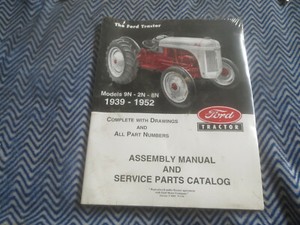 The Ford Tractor
Models 9N - 2N - 8N
1939 - 1952
COMPLETE WITH DRAWINGS
AND
ALL PART NUMBERS
Ford
TRACTOR
ASSEMBLY MANUAL
AND
SERVICE PARTS CATALOG